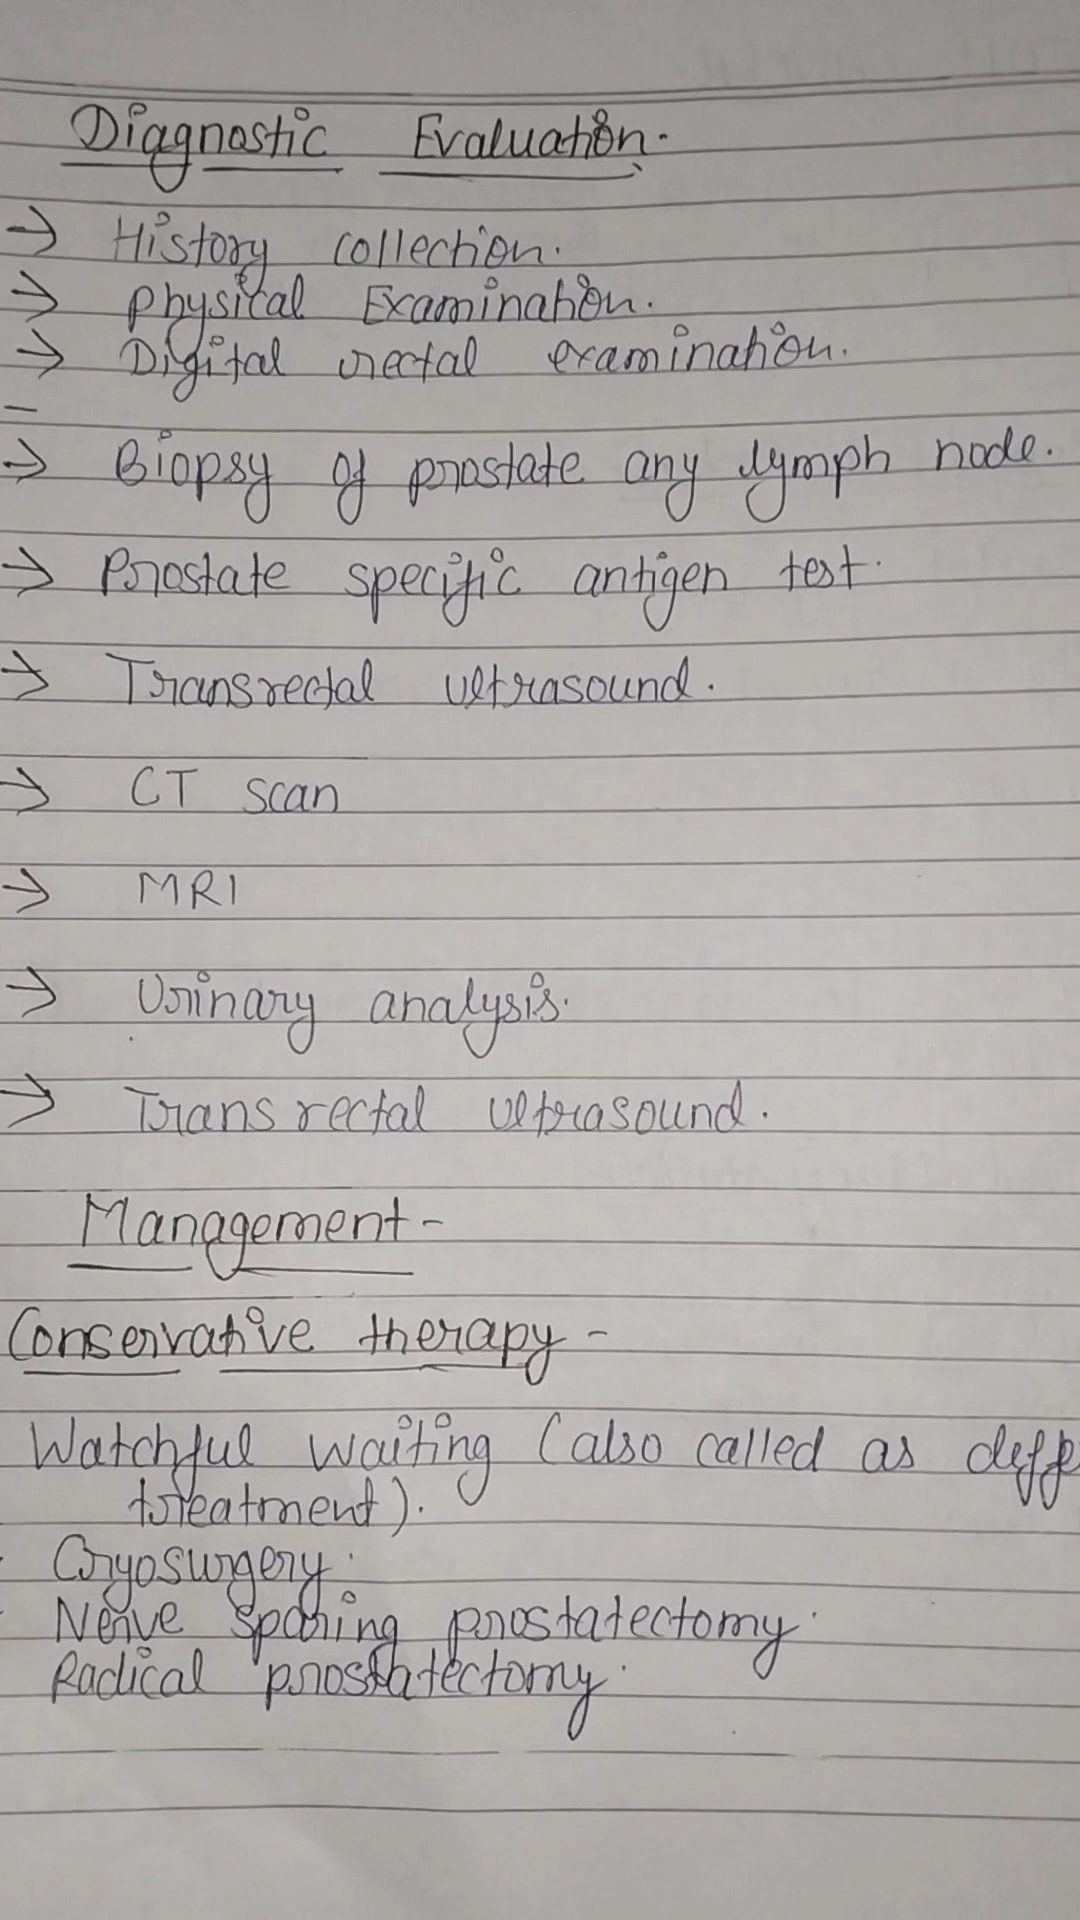 Diagnostic Evaluation.
→ History collection.
→ Physical Examination.
→ Digital rectal examination.
→ Biopsy of prostate any lymph node.
→ Prostate specific antigen test.
→ Transrectal ultrasound.
→ CT scan
→ MRI
→ Urinary analysis.
→ Trans rectal ultrasound.
Management -
Conservative therapy -
Watchful waiting (also called as
treatment).
Cryosurgery.
Nerve sparing prostatectomy.
Radical prostatectomy.